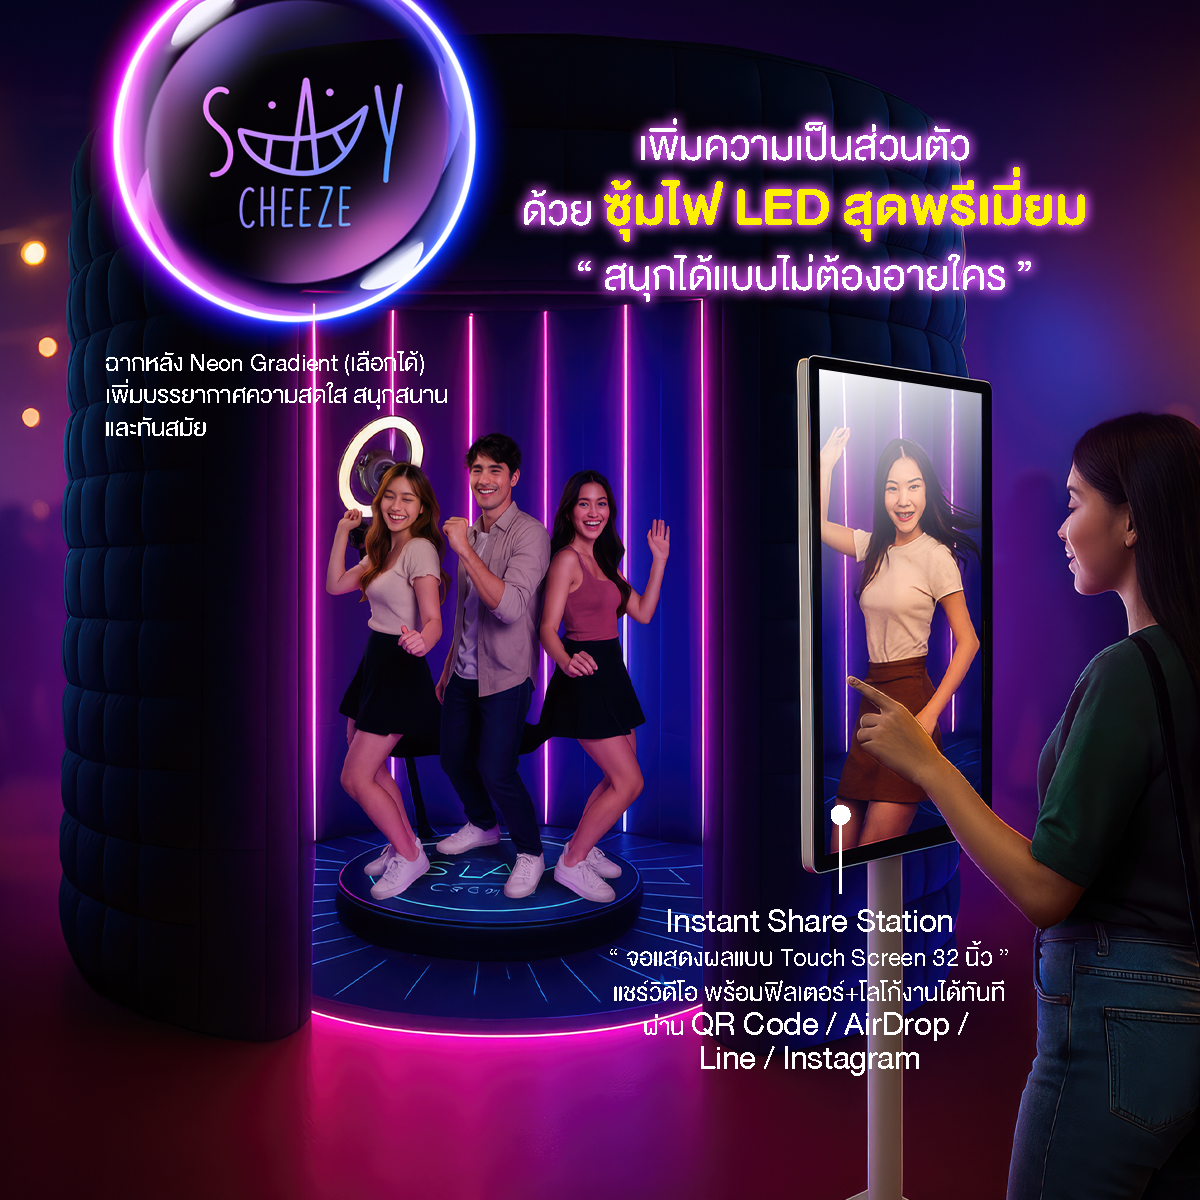 SAY
CHEEZE
เพิ่มความเป็นส่วนตัว
ด้วย ซุ้มไฟ LED สุดพรีเมี่ยม
“ สนุกได้แบบไม่ต้องอายใคร ”
ฉากหลัง Neon Gradient (เลือกได้)
เพิ่มบรรยากาศความสดใส สนุกสนาน
และทันสมัย
Instant Share Station
“ จอแสดงผลแบบ Touch Screen 32 นิ้ว ”
แชร์วิดีโอ พร้อมฟิลเตอร์+โลโก้งานได้ทันที
ผ่าน QR Code / AirDrop /
Line / Instagram